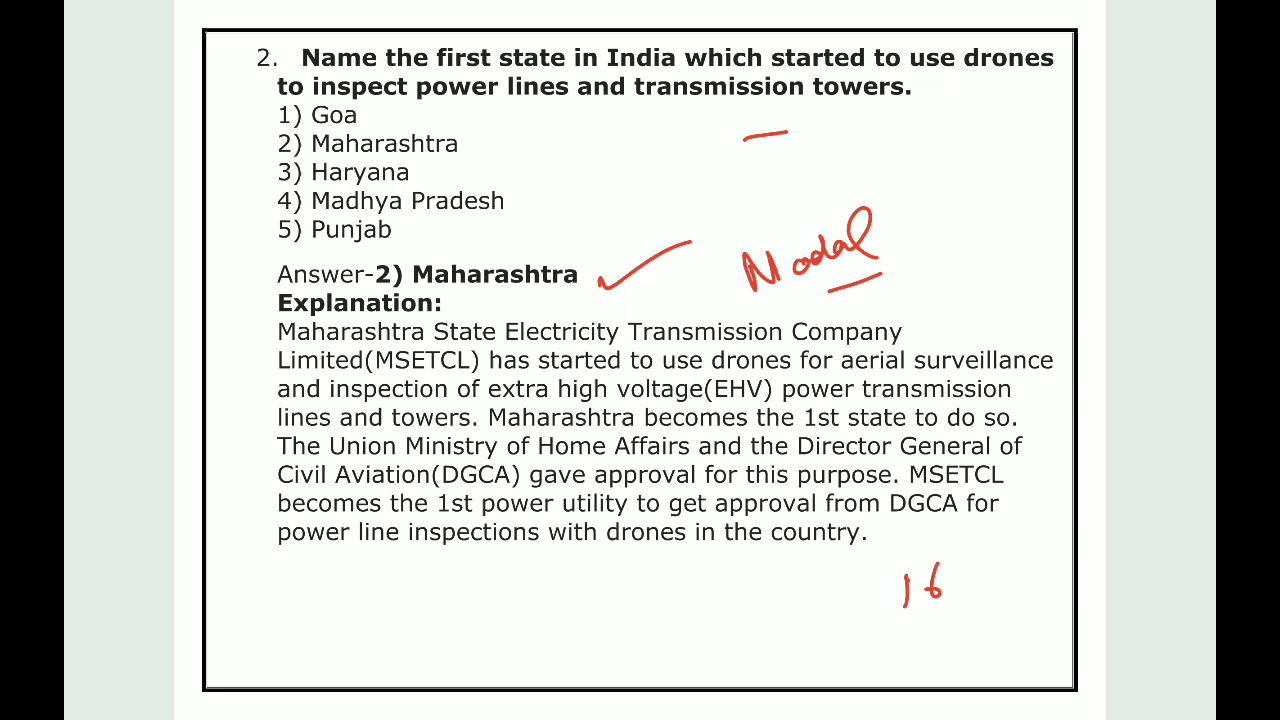 2. Name the first state in India which started to use drones
to inspect power lines and transmission towers.
1) Goa
2) Maharashtra
3) Haryana
4) Madhya Pradesh
5) Punjab
Nodal
Answer-2) Maharashtra
Explanation:
Maharashtra State Electricity Transmission Company
Limited(MSETCL) has started to use drones for aerial surveillance
and inspection of extra high voltage(EHV) power transmission
lines and towers. Maharashtra becomes the 1st state to do so.
The Union Ministry of Home Affairs and the Director General of
Civil Aviation(DGCA) gave approval for this purpose. MSETCL
becomes the 1st power utility to get approval from DGCA for
power line inspections with drones in the country.
16